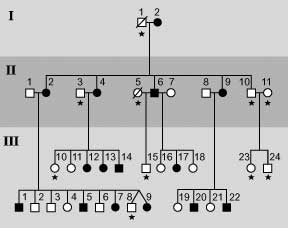 I
1 2
II
1 2 3 4 5 6 7 8 9 10 11
★ ★ ★ ★
III
10 11 12 13 14 15 16 17 18 23 24
★ ★ ★ ★
1 2 3 4 5 6 7 8 9 19 20 21 22
★